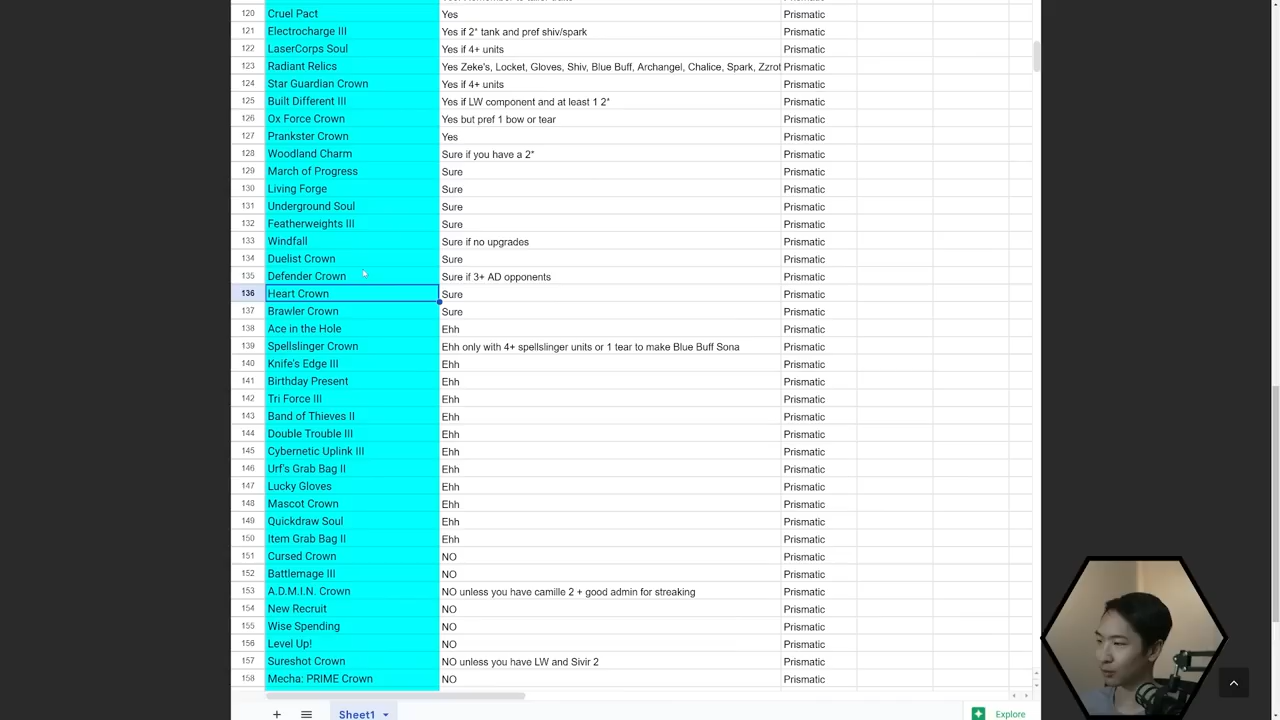 120 Cruel Pact Yes Prismatic
121 Electrocharge III Yes if 2* tank and pref shiv/spark Prismatic
122 LaserCorps Soul Yes if 4+ units Prismatic
123 Radiant Relics Yes Zeke's, Locket, Gloves, Shiv, Blue Buff, Archangel, Chalice, Spark, Zzrot Prismatic
124 Star Guardian Crown Yes if 4+ units Prismatic
125 Built Different III Yes if LW component and at least 1 2* Prismatic
126 Ox Force Crown Yes but pref 1 bow or tear Prismatic
127 Prankster Crown Yes Prismatic
128 Woodland Charm Sure if you have a 2* Prismatic
129 March of Progress Sure Prismatic
130 Living Forge Sure Prismatic
131 Underground Soul Sure Prismatic
132 Featherweights III Sure Prismatic
133 Windfall Sure if no upgrades Prismatic
134 Duelist Crown Sure Prismatic
135 Defender Crown Sure if 3+ AD opponents Prismatic
136 Heart Crown Sure Prismatic
137 Brawler Crown Sure Prismatic
138 Ace in the Hole Ehh Prismatic
139 Spellslinger Crown Ehh only with 4+ spellslinger units or 1 tear to make Blue Buff Sona Prismatic
140 Knife's Edge III Ehh Prismatic
141 Birthday Present Ehh Prismatic
142 Tri Force III Ehh Prismatic
143 Band of Thieves II Ehh Prismatic
144 Double Trouble III Ehh Prismatic
145 Cybernetic Uplink III Ehh Prismatic
146 Urf's Grab Bag II Ehh Prismatic
147 Lucky Gloves Ehh Prismatic
148 Mascot Crown Ehh Prismatic
149 Quickdraw Soul Ehh Prismatic
150 Item Grab Bag II Ehh Prismatic
151 Cursed Crown NO Prismatic
152 Battlemage III NO Prismatic
153 A.D.M.I.N. Crown NO unless you have camille 2 + good admin for streaking Prismatic
154 New Recruit NO Prismatic
155 Wise Spending NO Prismatic
156 Level Up! NO Prismatic
157 Sureshot Crown NO unless you have LW and Sivir 2 Prismatic
158 Mecha: PRIME Crown NO Prismatic
Sheet1 Explore